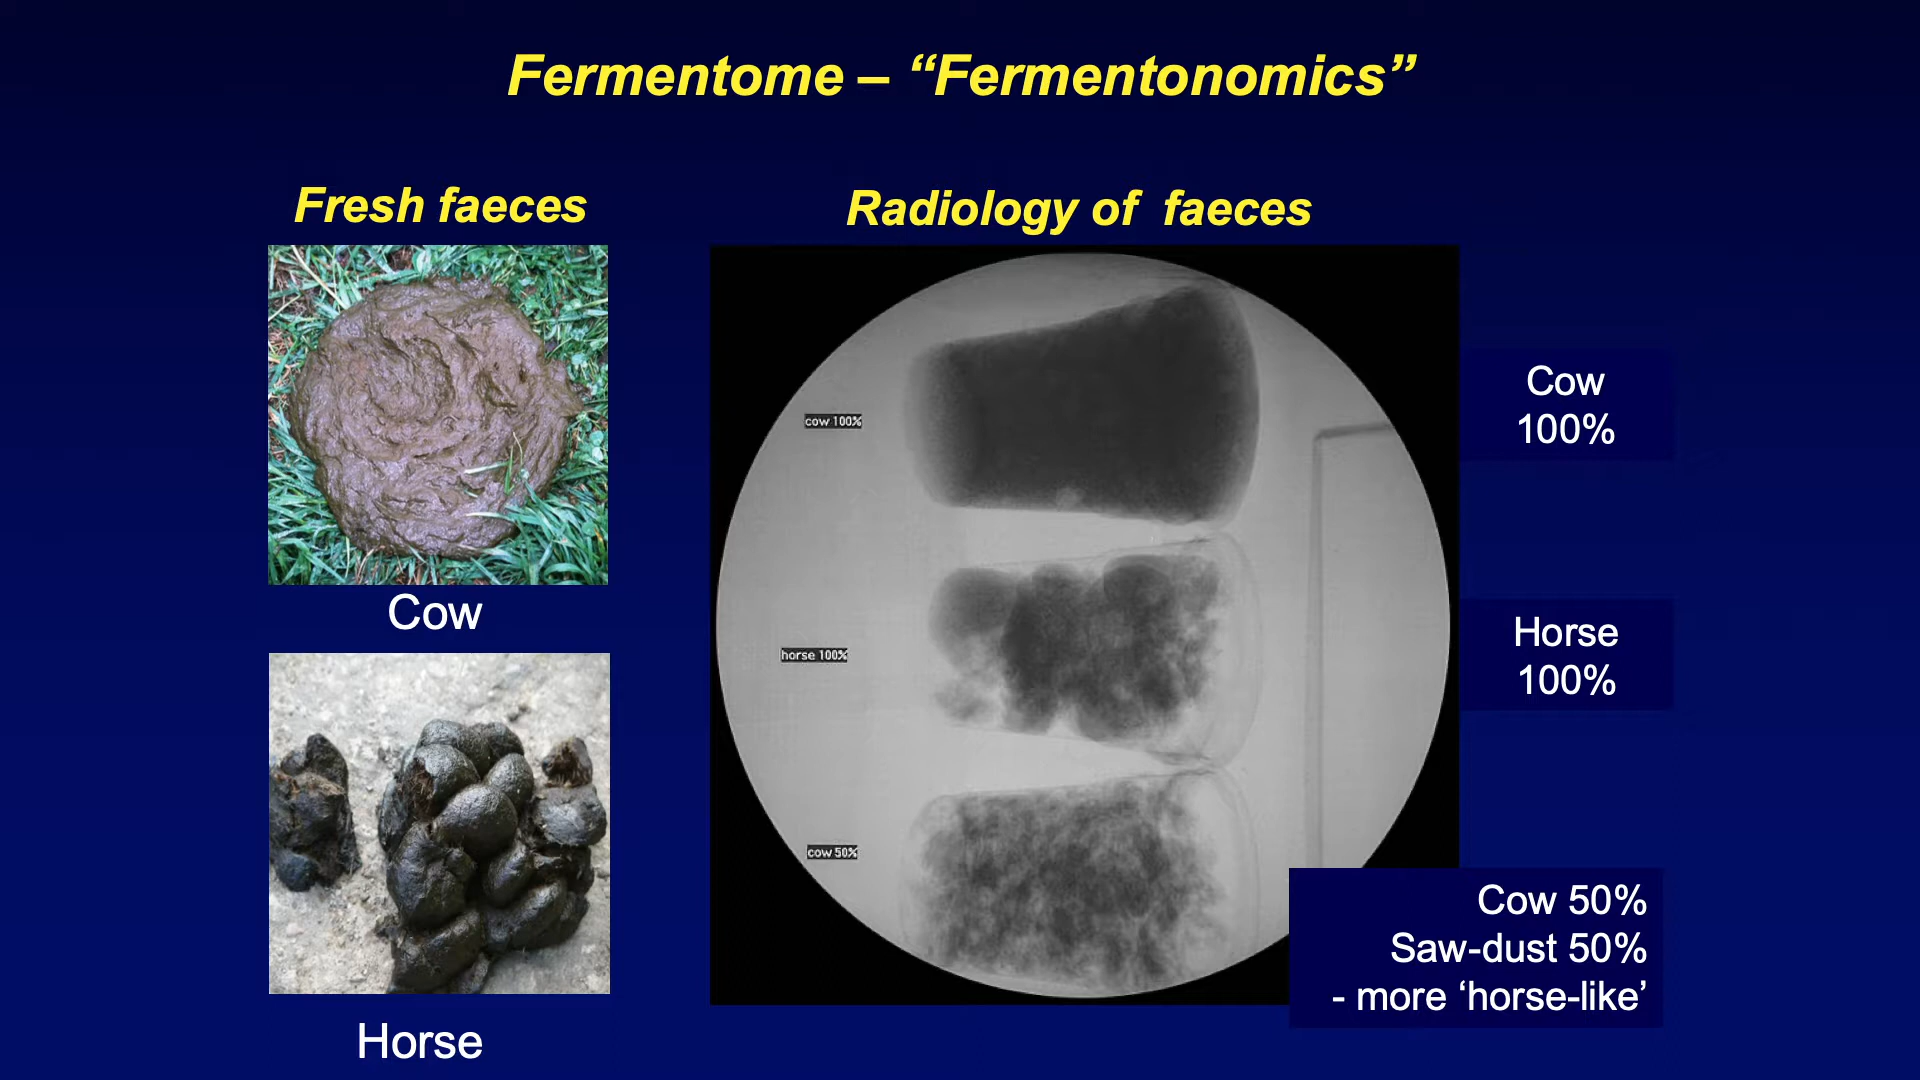 Fermentome – “Fermentonomics”
Fresh faeces
Cow
Horse
Radiology of faeces
cow 100%
horse 100%
cow 50%
Cow
100%
Horse
100%
Cow 50%
Saw-dust 50%
- more ‘horse-like’